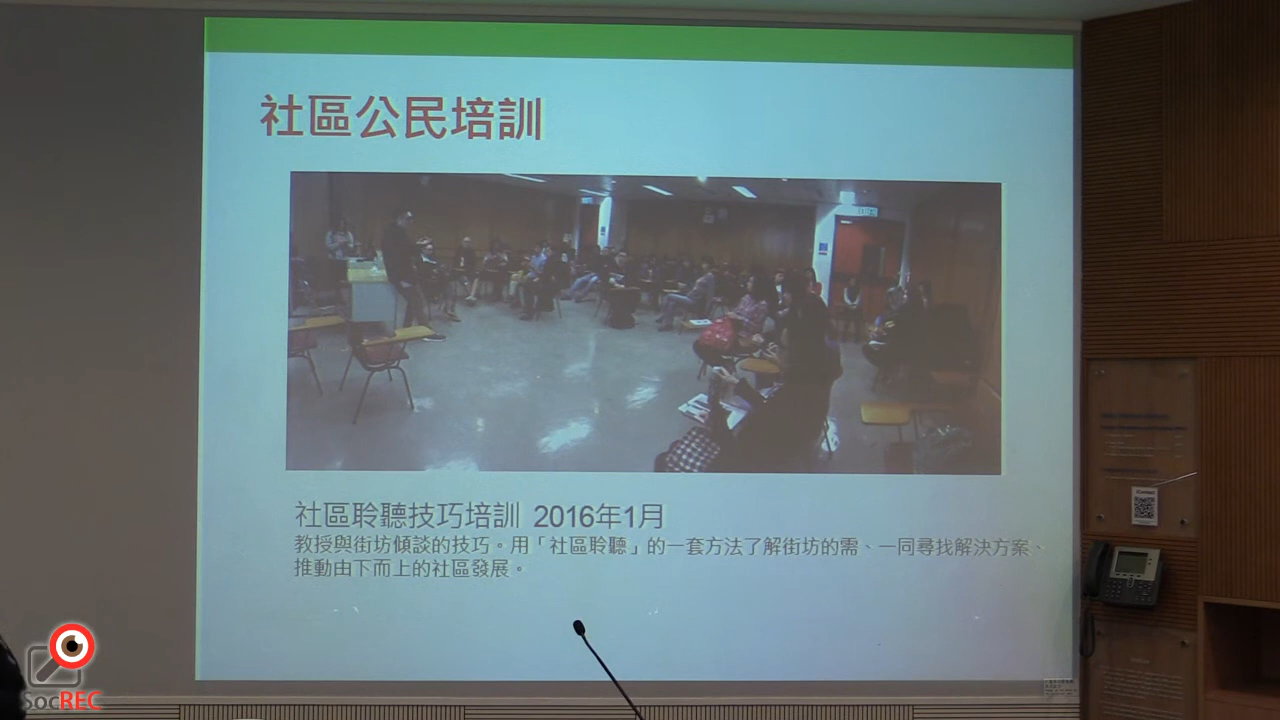 社區公民培訓
社區聆聽技巧培訓 2016年1月
教授與街坊傾談的技巧。用「社區聆聽」的一套方法了解街坊的需、一同尋找解決方案、
推動由下而上的社區發展。
SocREC